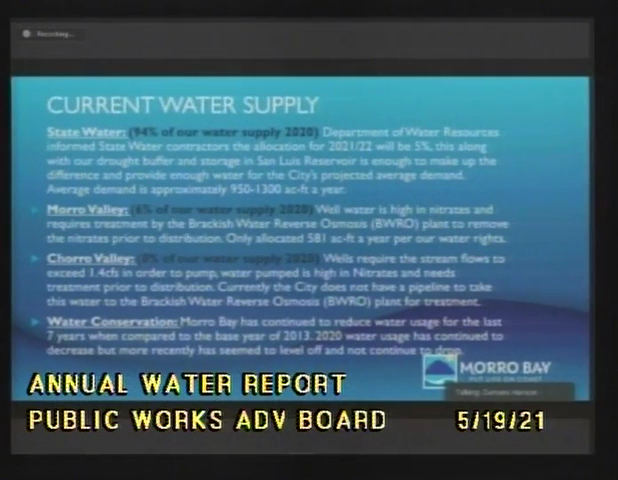 Recording...
CURRENT WATER SUPPLY
State Water: (94% of our water supply 2020) Department of Water Resources
informed State Water contractors the allocation for 2021/22 will be 5%, this along
with our drought buffer and storage in San Luis Reservoir is enough to make up the
difference and provide enough water for the City's projected average demand.
Average demand is approximately 950-1300 ac-ft a year.
Morro Valley: (6% of our water supply 2020) Well water is high in nitrates and
requires treatment by the Brackish Water Reverse Osmosis (BWRO) plant to remove
the nitrates prior to distribution. Only allocated 581 ac-ft a year per our water rights.
Chorro Valley: (0% of our water supply 2020) Wells require the stream flows to
exceed 1.4cfs in order to pump, water pumped is high in Nitrates and needs
treatment prior to distribution. Currently the City does not have a pipeline to take
this water to the Brackish Water Reverse Osmosis (BWRO) plant for treatment.
Water Conservation: Morro Bay has continued to reduce water usage for the last
7 years when compared to the base year of 2013. 2020 water usage has continued to
decrease but more recently has seemed to level off and not continue to drop.
MORRO BAY
Talking:
ANNUAL WATER REPORT
PUBLIC WORKS ADV BOARD 5/19/21